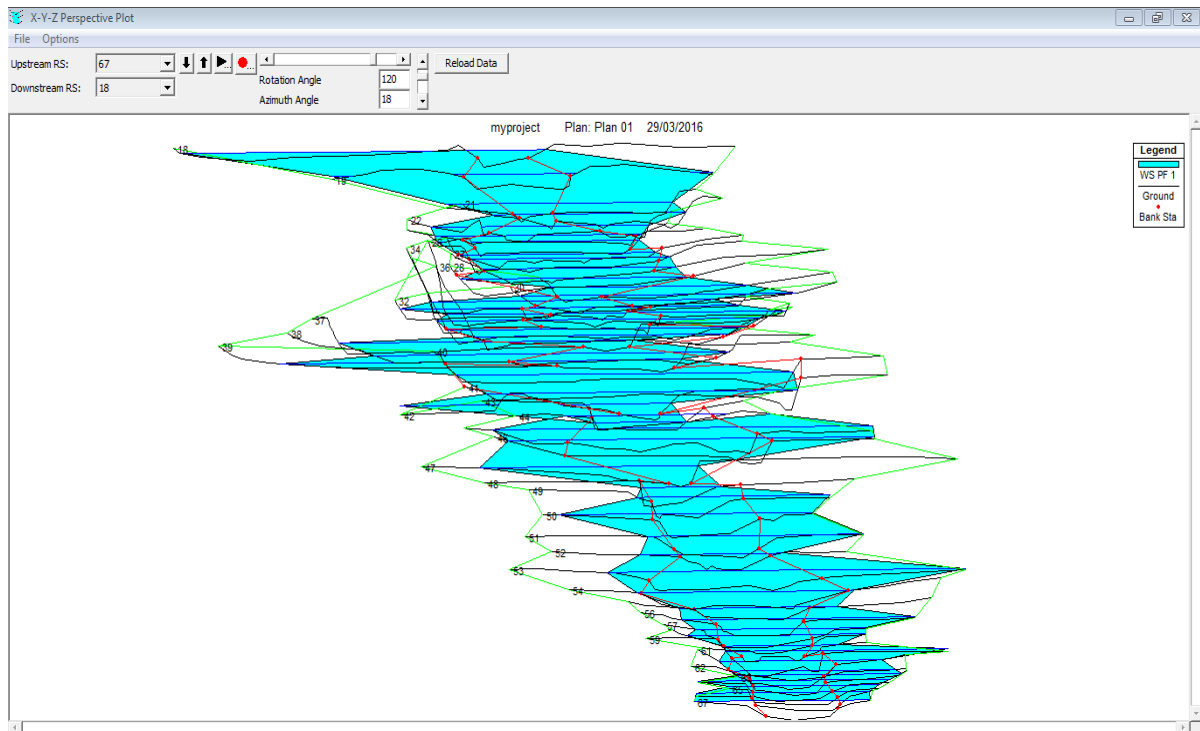 X-Y-Z Perspective Plot
File Options
Upstream RS: 67
Reload Data
Rotation Angle 120
Downstream RS: 18
Azimuth Angle 18
myproject Plan: Plan 01 29/03/2016
Legend
WS PF 1
Ground
Bank Sta
18
19
21
22
34
36 28
32
37
38
39
40
41
43
42
44
47
48
49
50
51
52
53
54
56
57
59
61
62
67